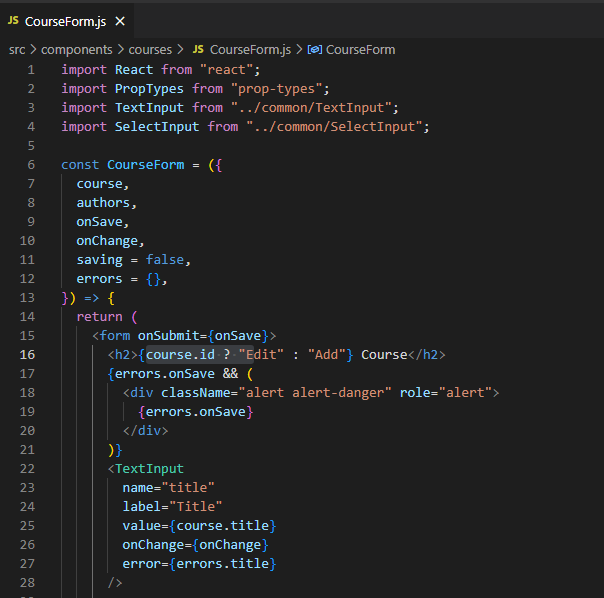 JS CourseForm.js ×
src > components > courses > JS CourseForm.js > CourseForm
1 import React from "react";
2 import PropTypes from "prop-types";
3 import TextInput from "../common/TextInput";
4 import SelectInput from "../common/SelectInput";
5
6 const CourseForm = ({
7   course,
8   authors,
9   onSave,
10   onChange,
11   saving = false,
12   errors = {},
13 }) => {
14   return (
15     <form onSubmit={onSave}>
16       <h2>{course.id ? "Edit" : "Add"} Course</h2>
17       {errors.onSave && (
18         <div className="alert alert-danger" role="alert">
19           {errors.onSave}
20         </div>
21       )}
22       <TextInput
23         name="title"
24         label="Title"
25         value={course.title}
26         onChange={onChange}
27         error={errors.title}
28       />